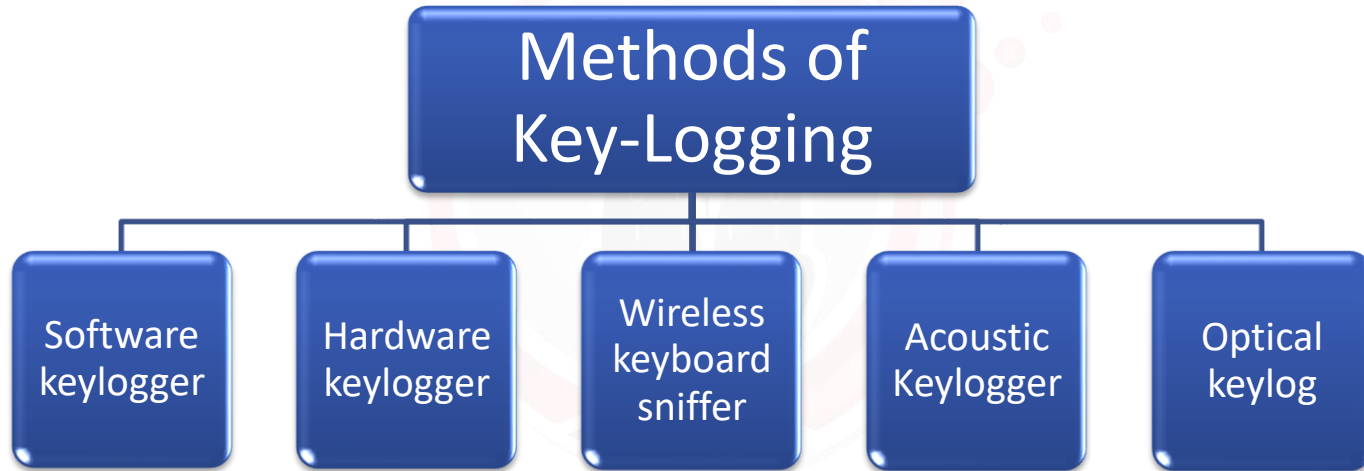 Methods of
Key-Logging
Software
keylogger
Hardware
keylogger
Wireless
keyboard
sniffer
Acoustic
Keylogger
Optical
keylog